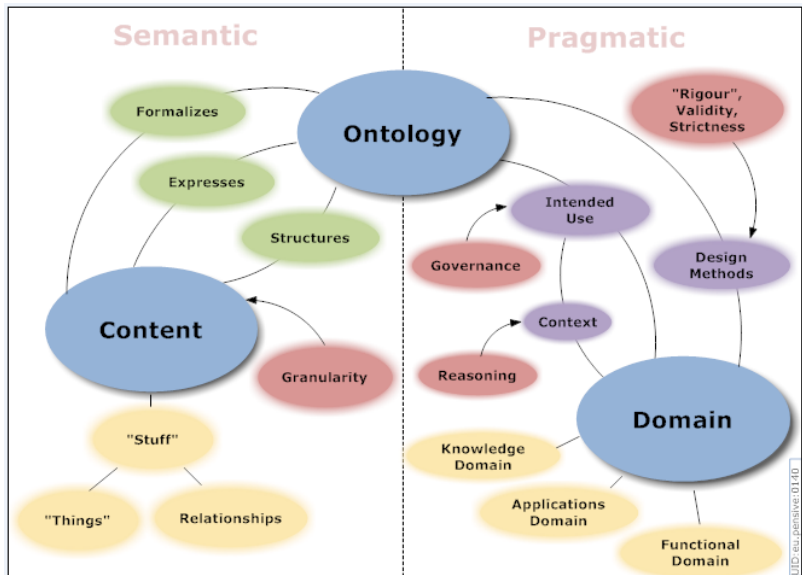 Semantic
Pragmatic
Formalizes
Ontology
"Rigour",
Validity,
Strictness
Expresses
Intended
Use
Structures
Governance
Design
Methods
Content
Context
Granularity
Reasoning
Domain
"Stuff"
Knowledge
Domain
"Things"
Relationships
Applications
Domain
Functional
Domain
UID:eu.pensive:0140